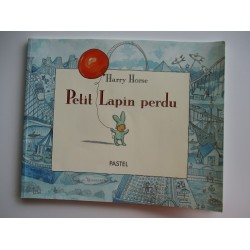 Harry Horse
Petit Lapin perdu
PASTEL